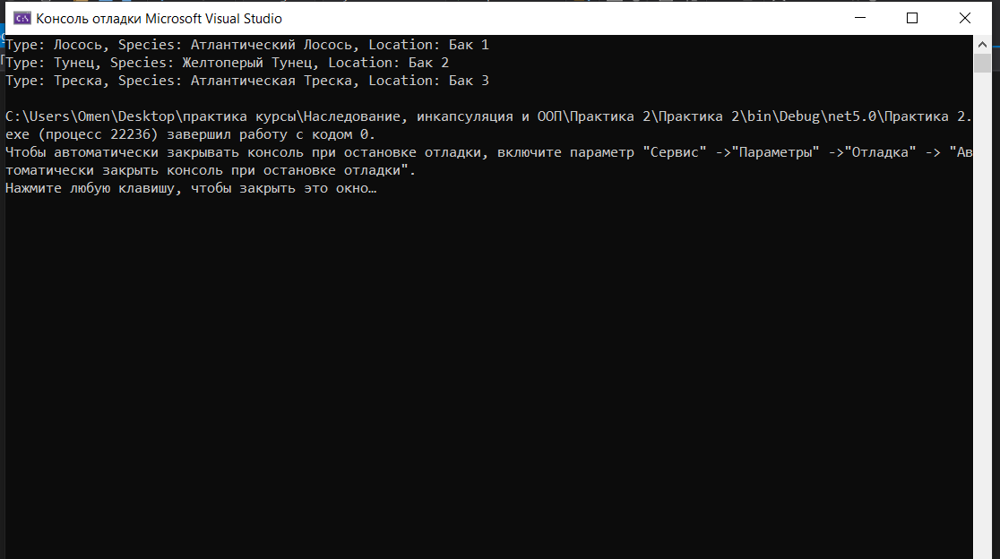 Консоль отладки Microsoft Visual Studio
Type: Лосось, Species: Атлантический Лосось, Location: Бак 1
Type: Тунец, Species: Желтоперый Тунец, Location: Бак 2
Type: Треска, Species: Атлантическая Треска, Location: Бак 3
C:\Users\Omen\Desktop\практика курсы\Наследование, инкапсуляция и ООП\Практика 2\Практика 2\bin\Debug\net5.0\Практика 2.
exe (процесс 22236) завершил работу с кодом 0.
Чтобы автоматически закрывать консоль при остановке отладки, включите параметр "Сервис" ->"Параметры" ->"Отладка" -> "Ав
томатически закрыть консоль при остановке отладки".
Нажмите любую клавишу, чтобы закрыть это окно…